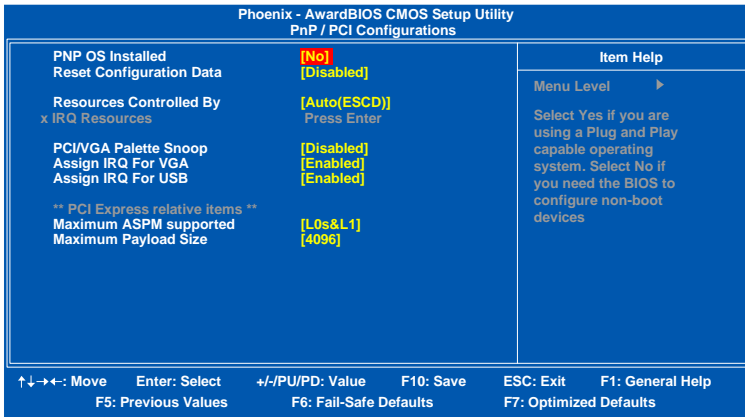 Phoenix - AwardBIOS CMOS Setup Utility
PnP / PCI Configurations
PNP OS Installed [No]
Reset Configuration Data [Disabled]
Resources Controlled By [Auto(ESCD)]
x IRQ Resources Press Enter
PCI/VGA Palette Snoop [Disabled]
Assign IRQ For VGA [Enabled]
Assign IRQ For USB [Enabled]
** PCI Express relative items **
Maximum ASPM supported [L0s&L1]
Maximum Payload Size [4096]
Item Help
Menu Level ▶
Select Yes if you are
using a Plug and Play
capable operating
system. Select No if
you need the BIOS to
configure non-boot
devices
↑↓→←: Move Enter: Select +/-/PU/PD: Value F10: Save ESC: Exit F1: General Help
F5: Previous Values F6: Fail-Safe Defaults F7: Optimized Defaults